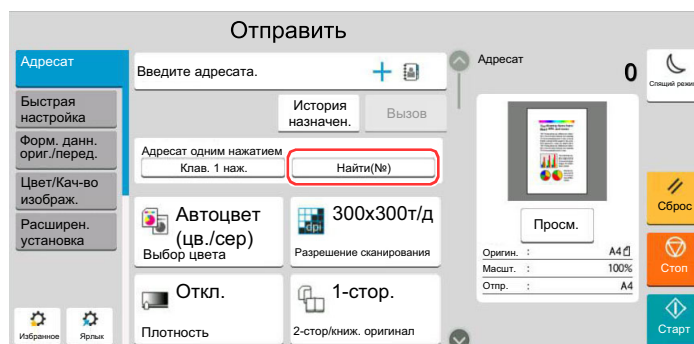 Отправить
Адресат
Быстрая
настройка
Форм. данн.
ориг./перед.
Цвет/Кач-во
изображ.
Расширен.
установка
Избранное
Ярлык
Введите адресата.
История
назначен.
Вызов
Адресат одним нажатием
Клав. 1 наж.
Найти(№)
Автоцвет
(цв./сер)
Выбор цвета
dpi
300x300т/д
Разрешение сканирования
Откл.
Плотность
1-стор.
2-стор/книж. оригинал
Адресат
0
Просм.
Оригин. : A4
Масшт. : 100%
Отпр. : A4
Спящий режим
Сброс
Стоп
Старт